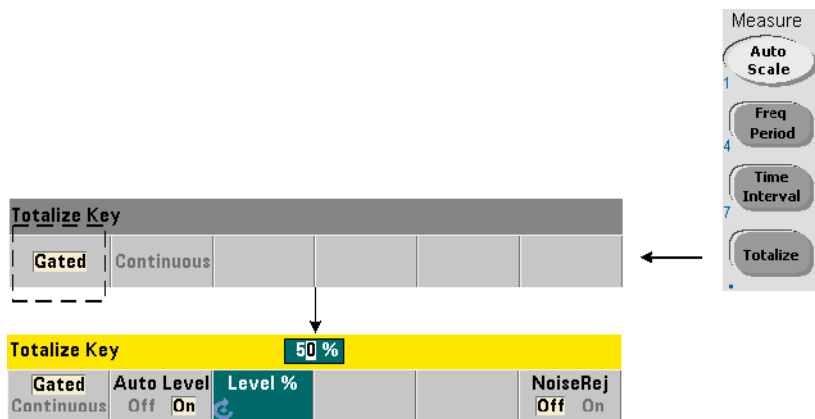 Measure
Auto
Scale
1
Freq
Period
4
Time
Interval
7
Totalize
.
Totalize Key
Gated
Continuous
Totalize Key
50 %
Gated
Continuous
Auto Level
Off On
Level %
NoiseRej
Off On